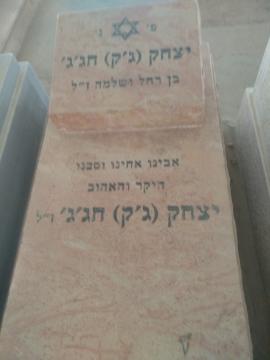 פ' נ'
יצחק (ג'ק) חג'ג'
בן רחל ושלמה ז"ל
אבינו אחינו וסבנו
היקר והאהוב
יצחק (ג'ק) חג'ג' ז"ל